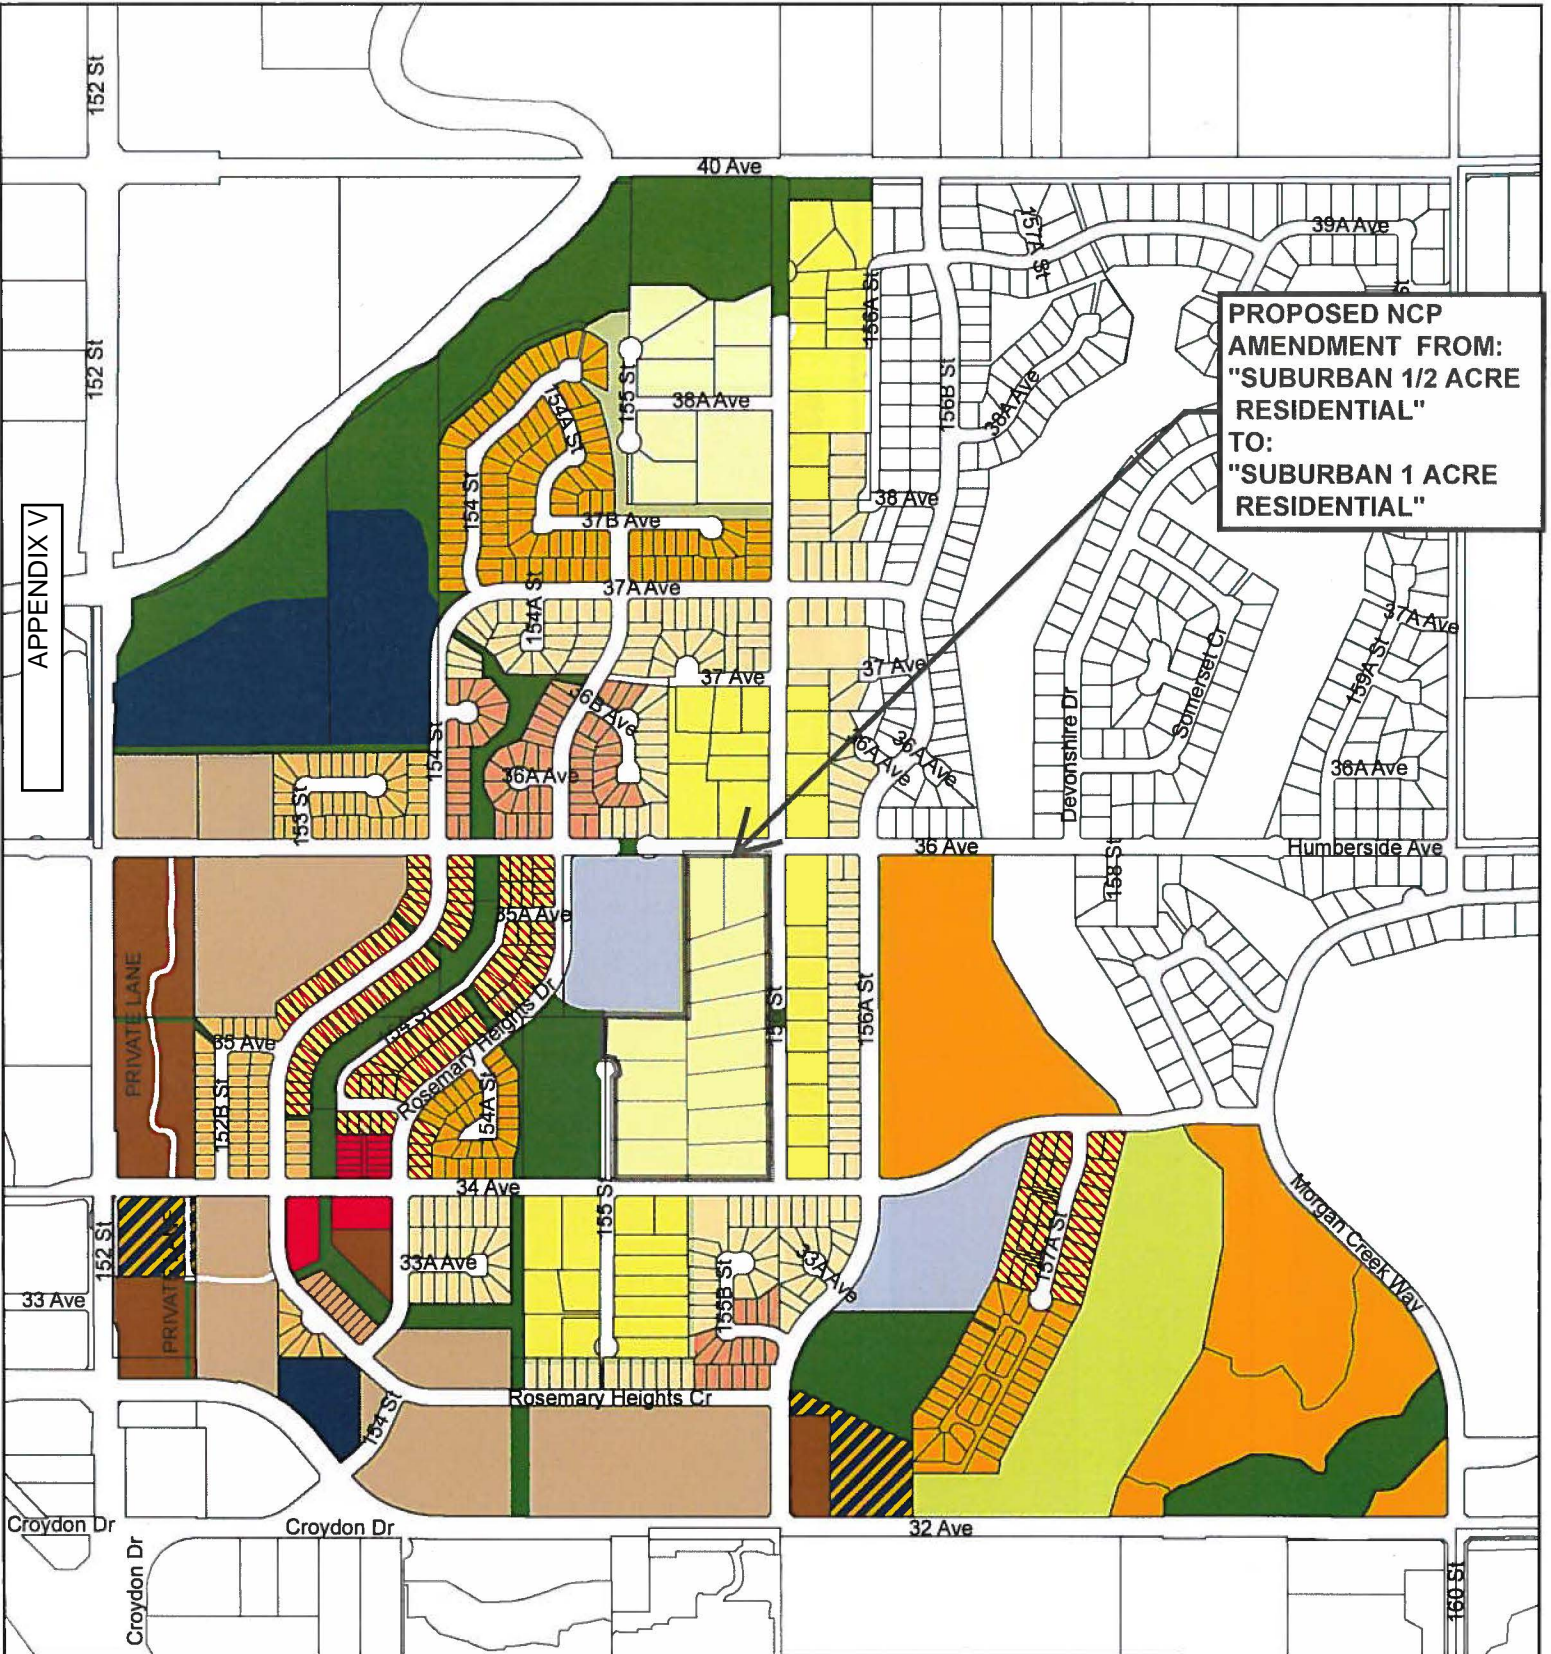 152 St
40 Ave
157A St
39A Ave
St
156A St
152 St
PROPOSED NCP
AMENDMENT FROM:
"SUBURBAN 1/2 ACRE
RESIDENTIAL"
TO:
"SUBURBAN 1 ACRE
RESIDENTIAL"
155 St
38A Ave
154A St
156B St
38A Ave
154 St
38 Ave
37B Ave
APPENDIX V
37A Ave
154A St
37A Ave
37 Ave
37 Ave
159A St
Somerset Cr
Devonshire Dr
36B Ave
154 St
36A Ave
36A Ave
36A Ave
36A Ave
153 St
36 Ave
Humberside Ave
158 St
35A Ave
PRIVATE LANE
154 St
Rosemary Heights Dr
156A St
35 Ave
152B St
154A St
34 Ave
155 S
152 St
33A Ave
33A Ave
155B St
157A St
Morgan Creek Way
33 Ave
PRIVATE
Rosemary Heights Cr
154 St
Croydon Dr
Croydon Dr
32 Ave
Croydon Dr
160 St